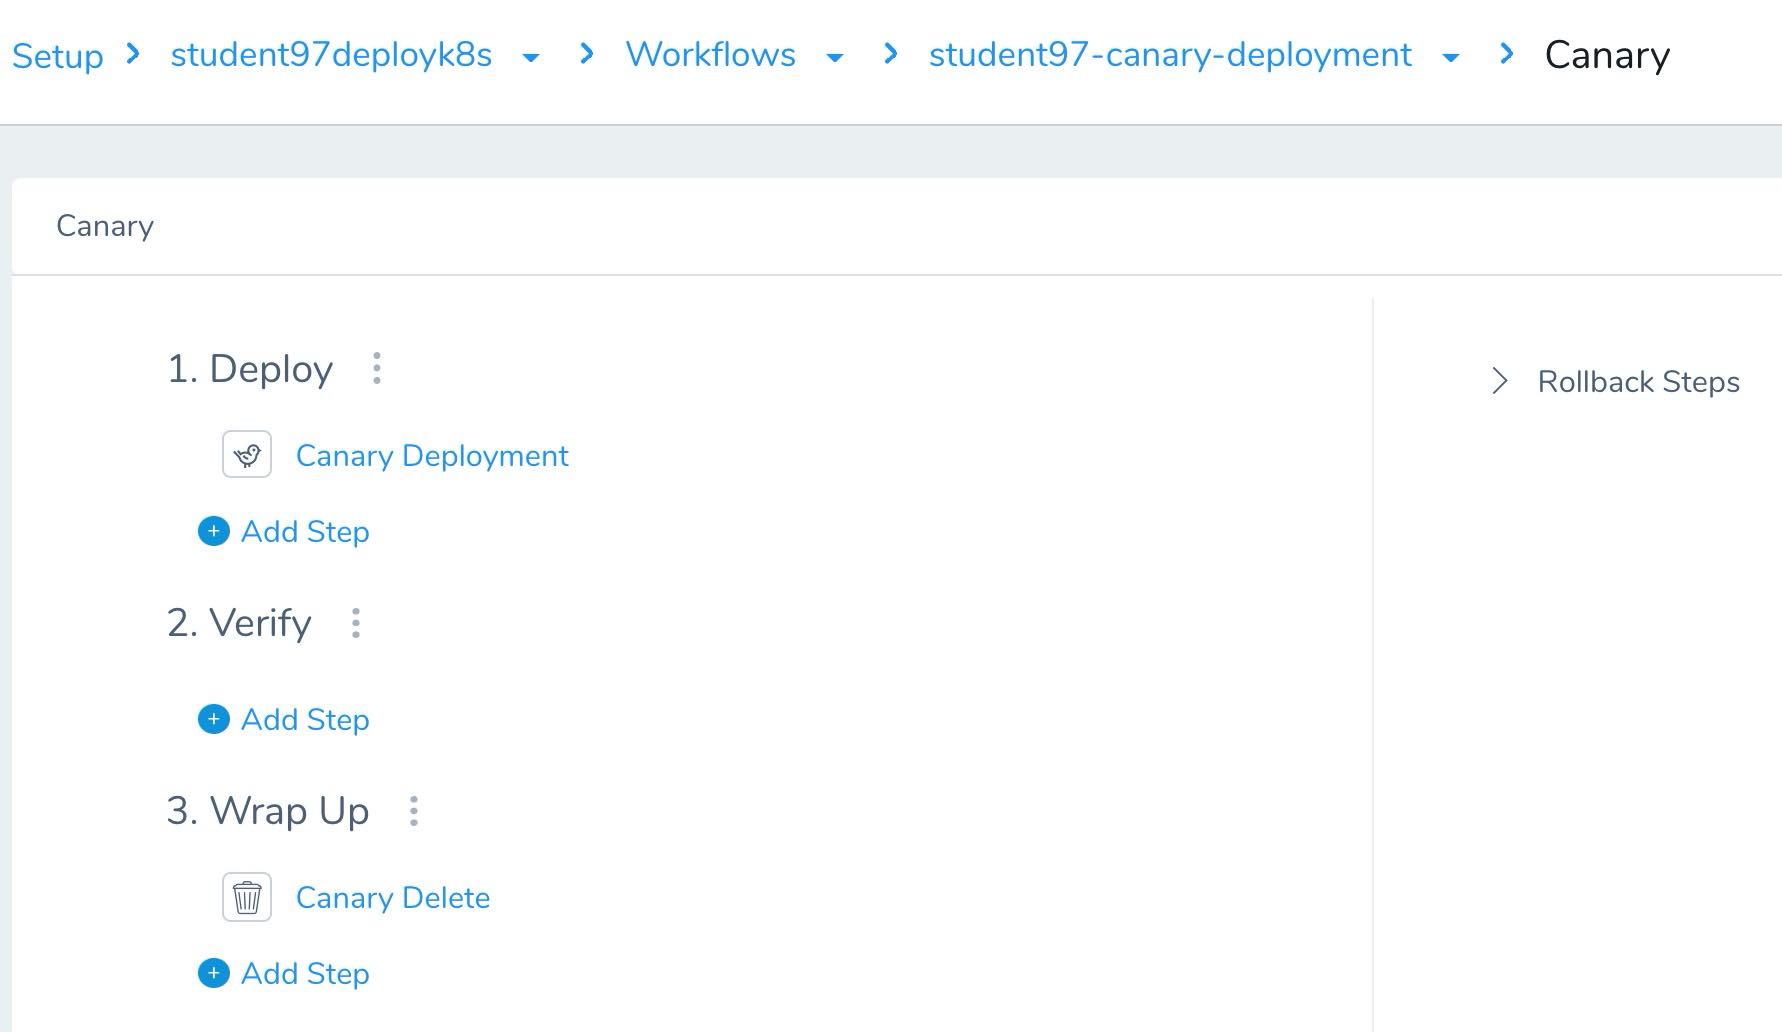 Setup > student97deployk8s > Workflows > student97-canary-deployment > Canary
Canary
1. Deploy
Canary Deployment
+ Add Step
2. Verify
+ Add Step
3. Wrap Up
Canary Delete
+ Add Step
> Rollback Steps